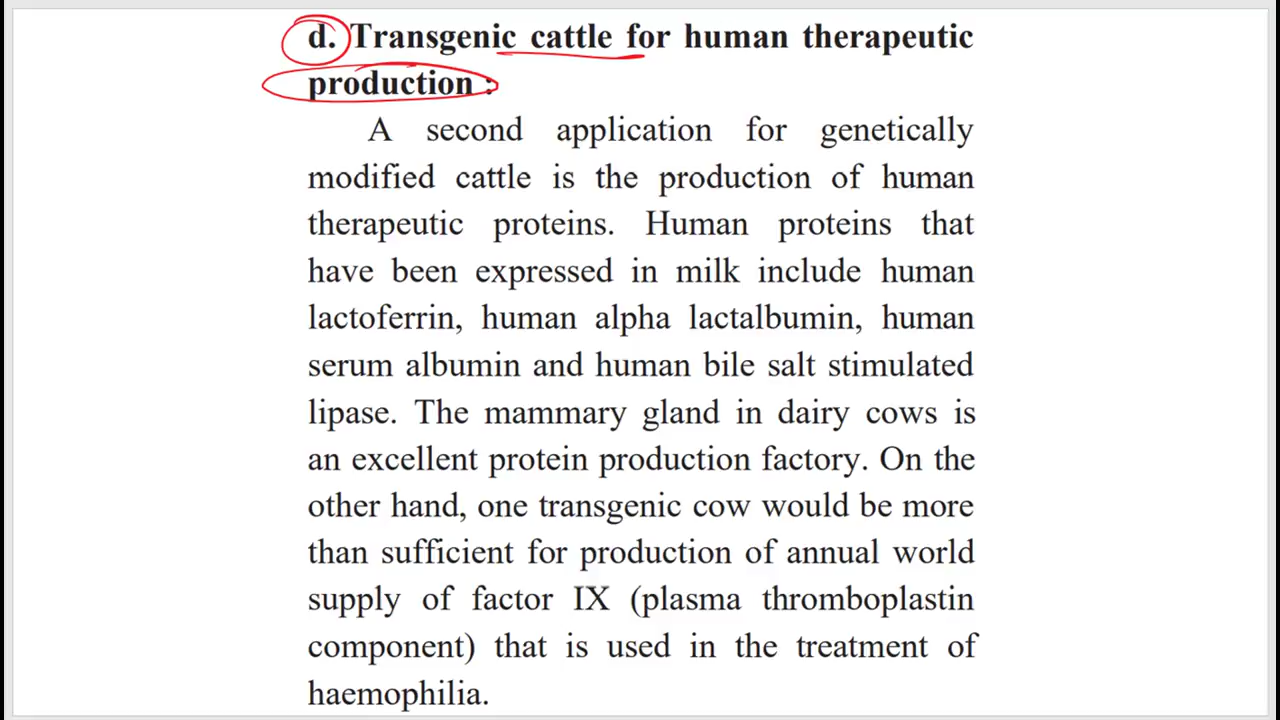 d. Transgenic cattle for human therapeutic
production :
A second application for genetically
modified cattle is the production of human
therapeutic proteins. Human proteins that
have been expressed in milk include human
lactoferrin, human alpha lactalbumin, human
serum albumin and human bile salt stimulated
lipase. The mammary gland in dairy cows is
an excellent protein production factory. On the
other hand, one transgenic cow would be more
than sufficient for production of annual world
supply of factor IX (plasma thromboplastin
component) that is used in the treatment of
haemophilia.